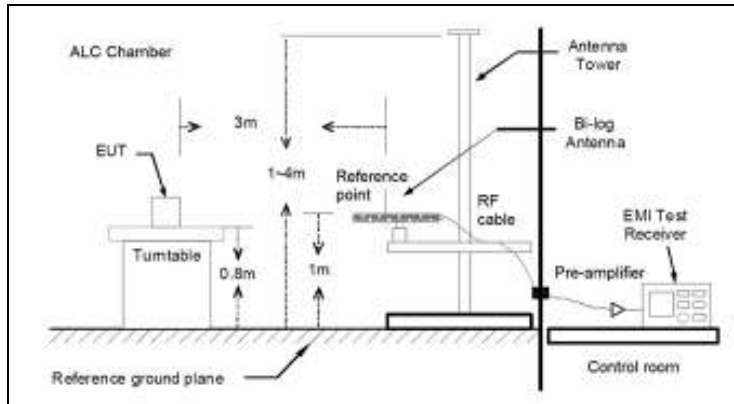 ALC Chamber
Antenna
Tower
3m
Bi-log
Antenna
EUT
1~4m
Reference
point
RF
cable
EMI Test
Receiver
Turntable
0.8m
1m
Pre-amplifier
Reference ground plane
Control room